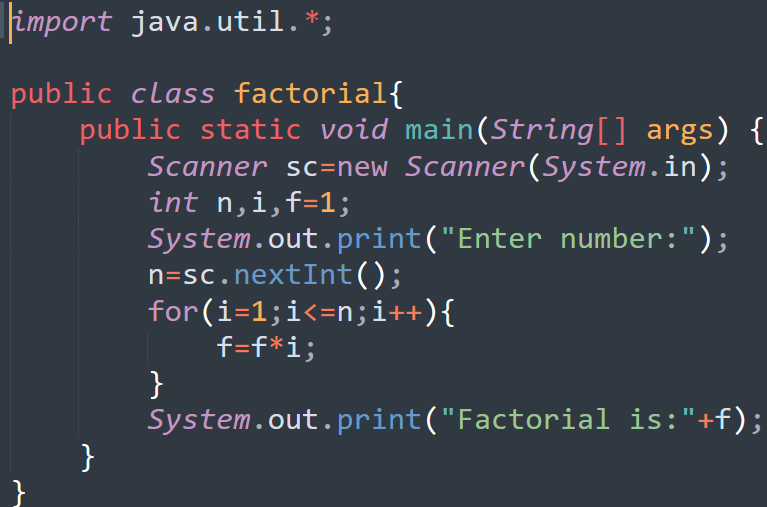 import java.util.*;
public class factorial{
public static void main(String[] args) {
Scanner sc=new Scanner(System.in);
int n,i,f=1;
System.out.print("Enter number:");
n=sc.nextInt();
for(i=1;i<=n;i++){
f=f*i;
}
System.out.print("Factorial is:"+f);
}
}